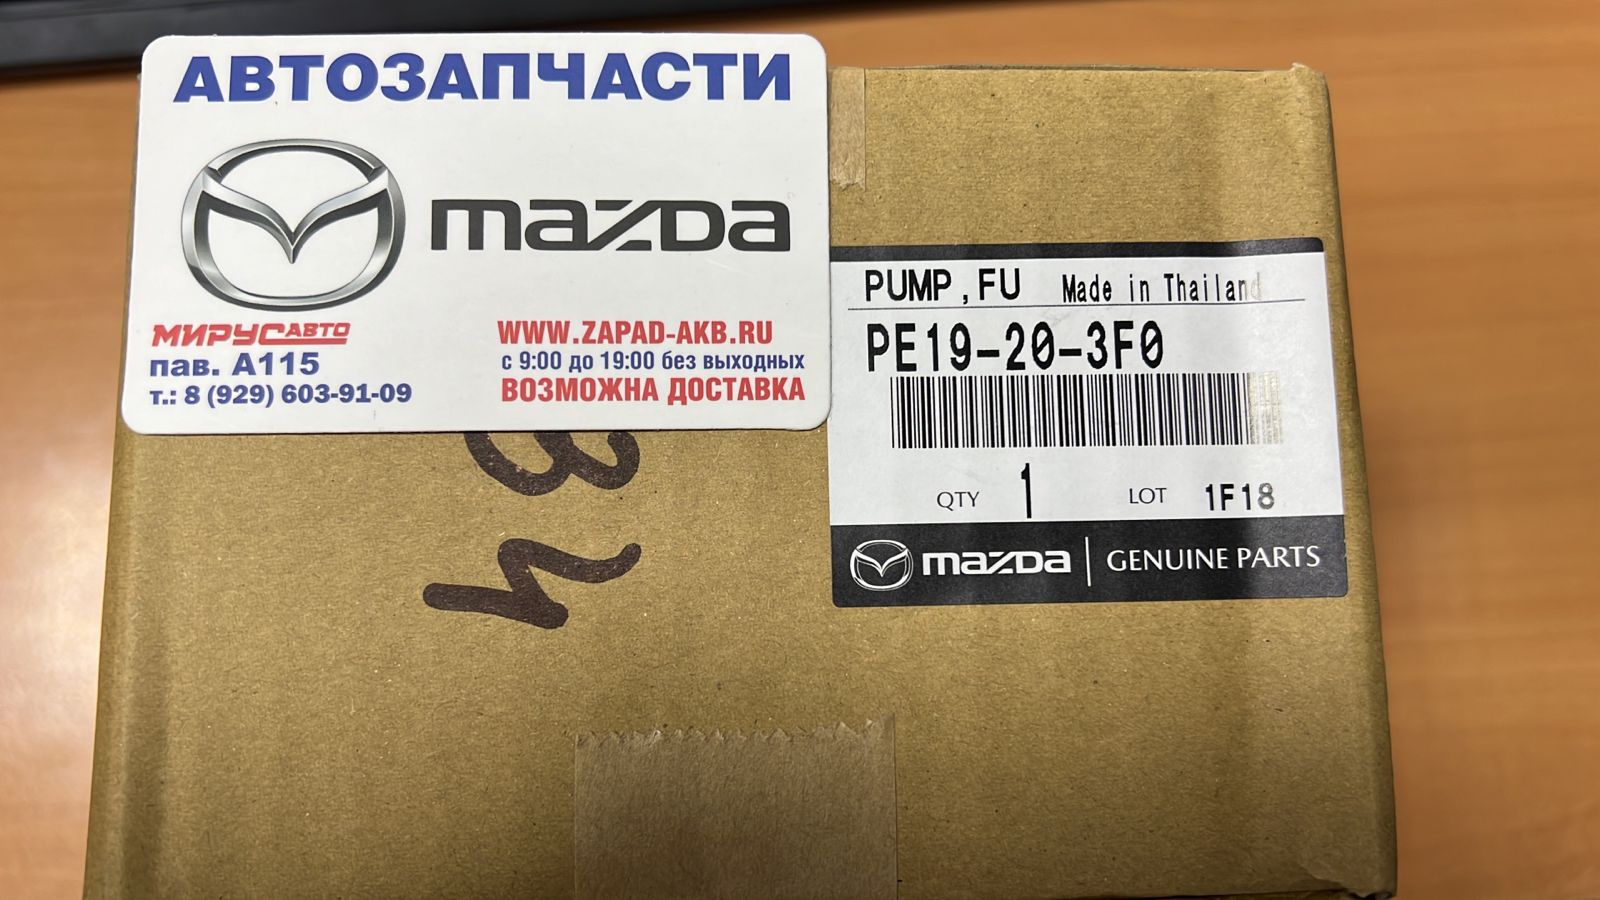 АВТОЗАПЧАСТИ
mazda
МИРУСАВТО
пав. А115
т.: 8 (929) 603-91-09
WWW.ZAPAD-AKB.RU
с 9:00 до 19:00 без выходных
ВОЗМОЖНА ДОСТАВКА
PUMP,FU Made in Thailand
PE19-20-3F0
QTY 1 LOT 1F18
mazda | GENUINE PARTS